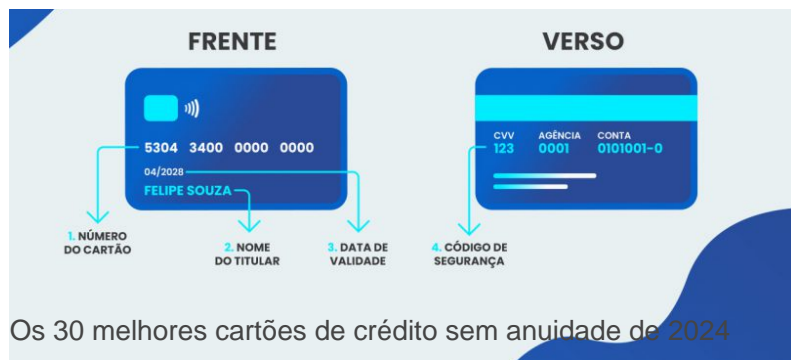 FRENTE
VERSO
5304 3400 0000 0000
04/2028
FELIPE SOUZA
CVV AGÊNCIA CONTA
123 0001 0101001-0
1. NÚMERO
DO CARTÃO
2. NOME
DO TITULAR
3. DATA DE
VALIDADE
4. CÓDIGO DE
SEGURANÇA
Os 30 melhores cartões de crédito sem anuidade de 2024